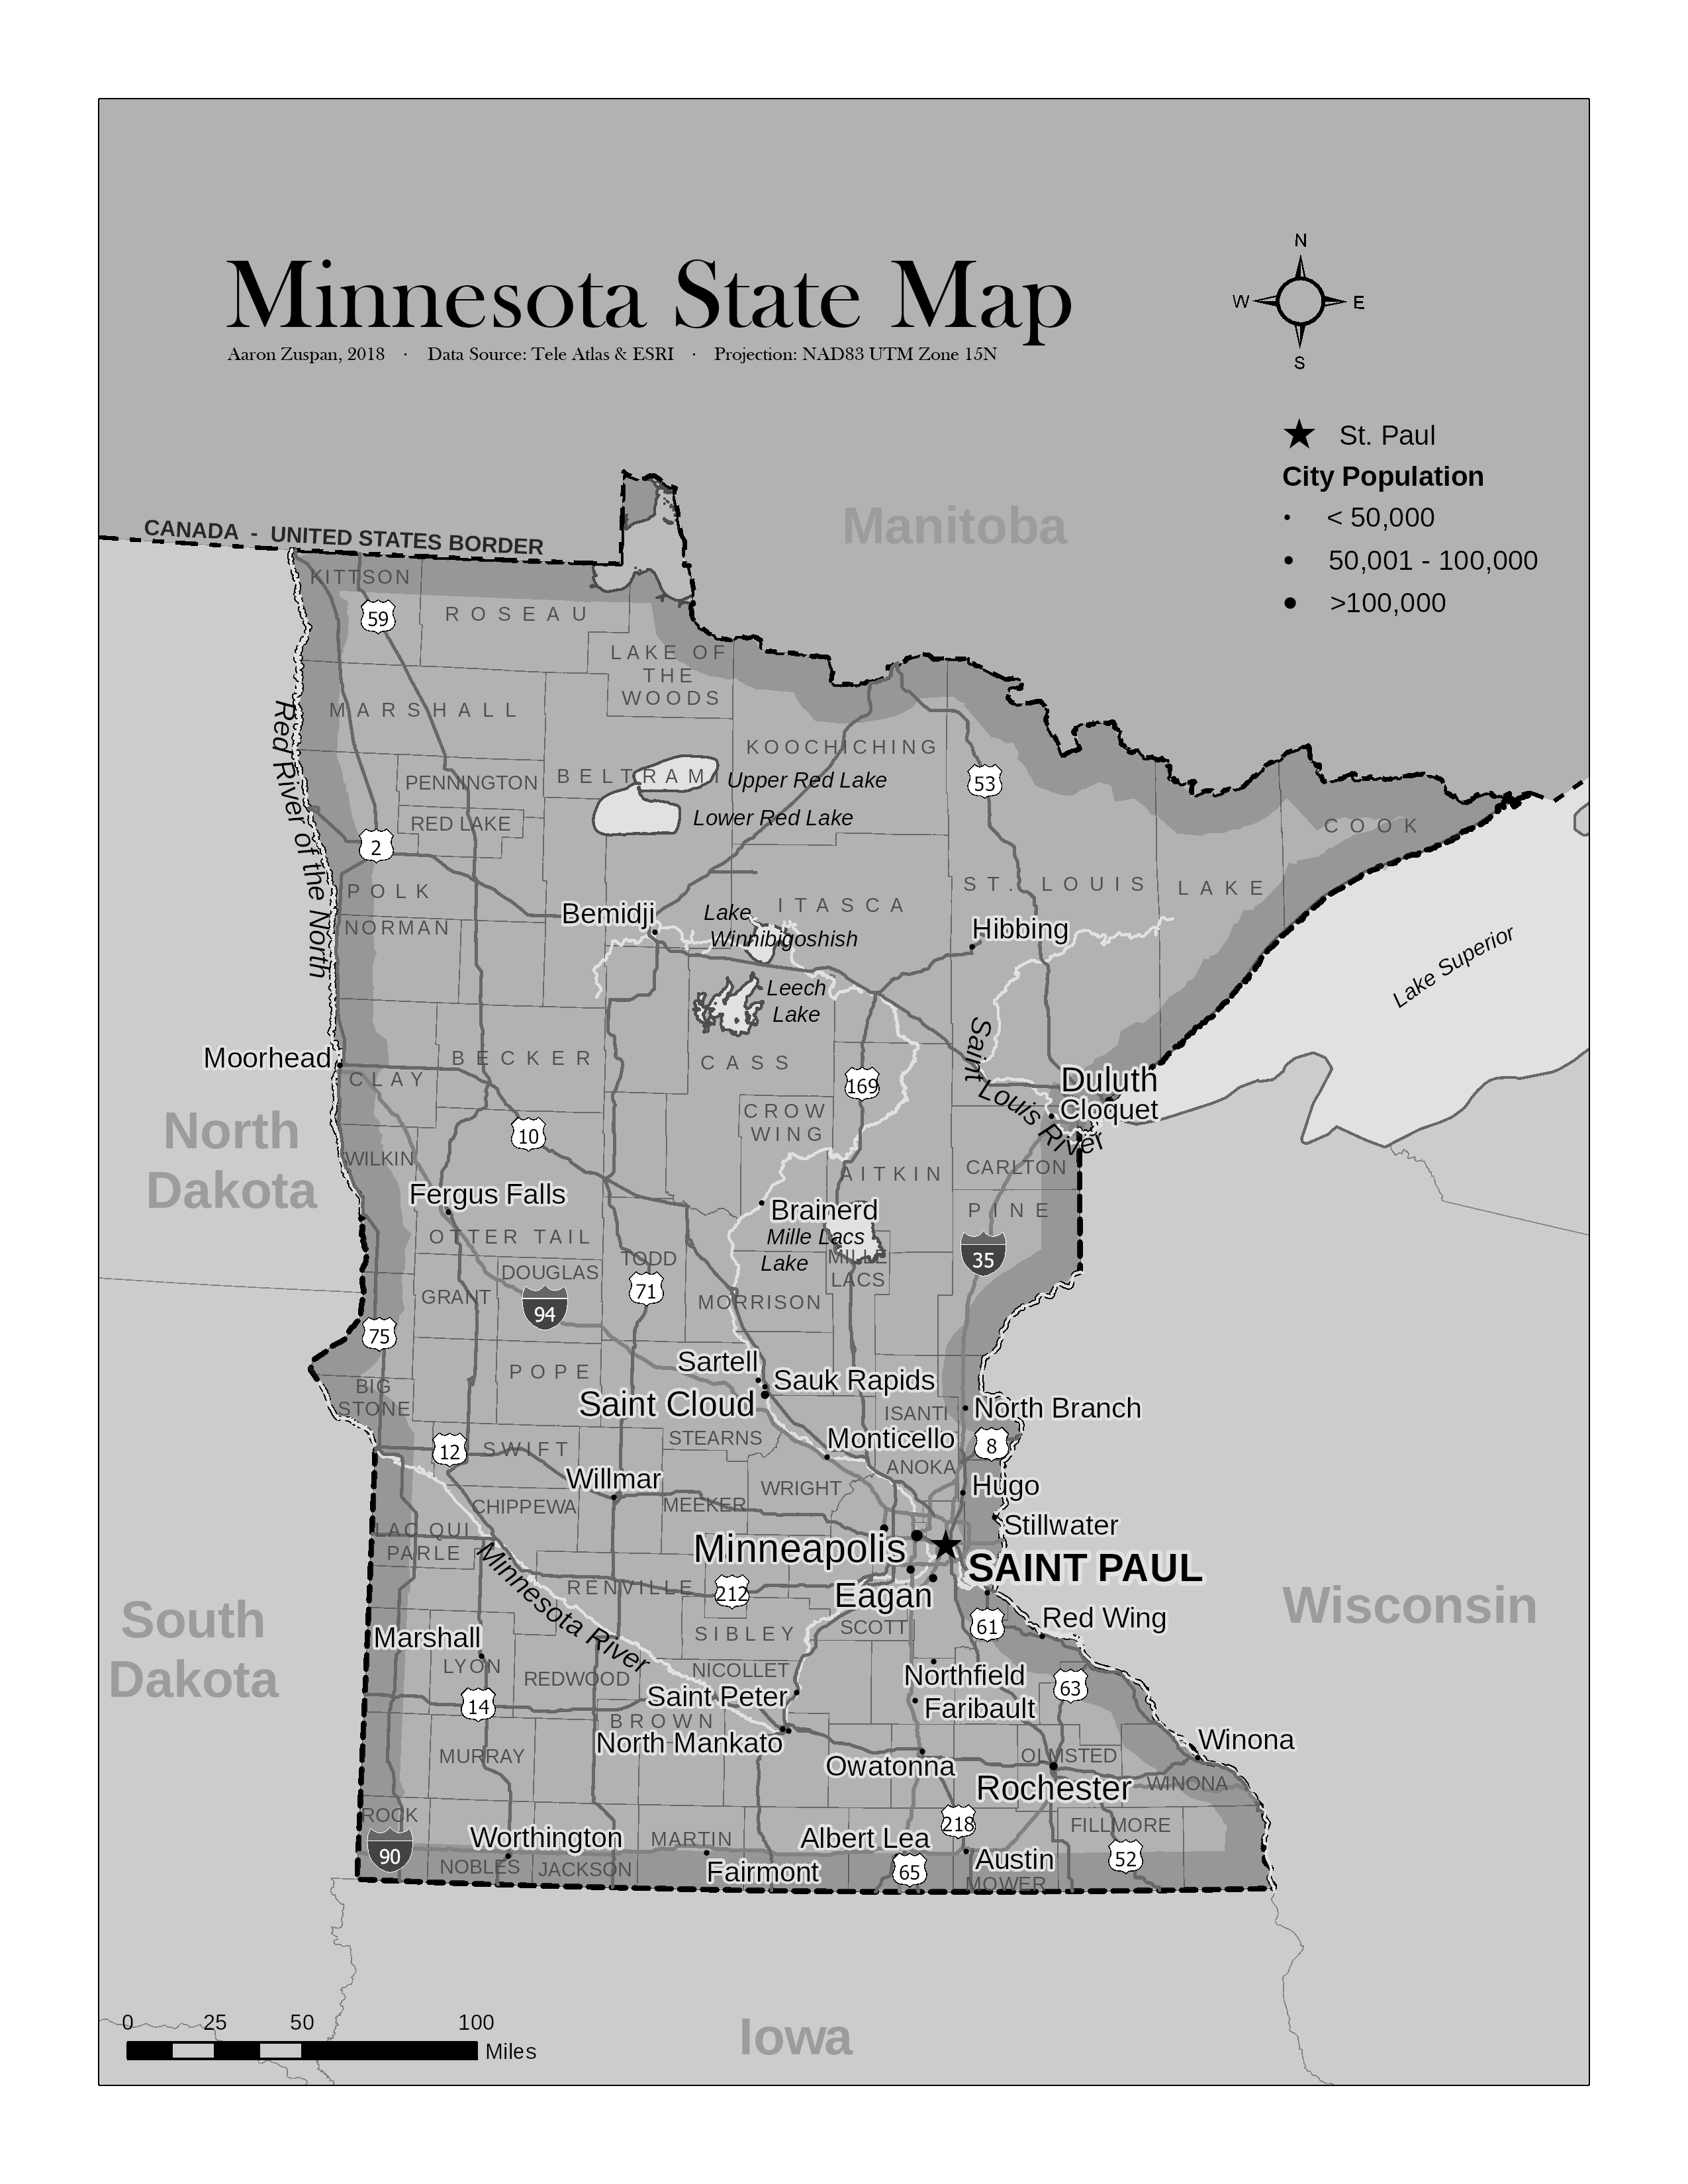 Minnesota State Map
Aaron Zuspan, 2018 · Data Source: Tele Atlas & ESRI · Projection: NAD83 UTM Zone 15N
N
W E
S
St. Paul
City Population
< 50,000
50,001 - 100,000
>100,000
Manitoba
CANADA - UNITED STATES BORDER
KITTSON
59
ROSEAU
LAKE OF
THE
WOODS
MARSHALL
Red River of the North
KOOCHICHING
PENNINGTON
BELTRAMI
Upper Red Lake
53
RED LAKE
Lower Red Lake
COOK
2
POLK
ST. LOUIS
LAKE
Bemidji
Lake
Winnibigoshish
ITASCA
NORMAN
Hibbing
Lake Superior
Leech
Lake
Moorhead
CLAY
BECKER
CASS
169
Saint Louis River
Duluth
Cloquet
North
Dakota
10
CROW
WING
WILKIN
AITKIN
CARLTON
Fergus Falls
Brainerd
PINE
OTTER TAIL
Mille Lacs
Lake
MILLE
LACS
35
TODD
DOUGLAS
71
GRANT
94
MORRISON
75
Sartell
POPE
Sauk Rapids
BIG
STONE
Saint Cloud
ISANTI
North Branch
STEARNS
Monticello
8
12
SWIFT
ANOKA
Willmar
WRIGHT
Hugo
CHIPPEWA
MEEKER
Stillwater
LAC QUI
PARLE
Minneapolis
SAINT PAUL
Minnesota River
RENVILLE
212
Eagan
Wisconsin
South
Dakota
61
Red Wing
SCOTT
SIBLEY
Marshall
LYON
NICOLLET
Northfield
63
REDWOOD
Saint Peter
14
Faribault
BROWN
North Mankato
Winona
MURRAY
OLMSTED
Owatonna
Rochester
WINONA
ROCK
218
FILLMORE
Worthington
MARTIN
Albert Lea
90
NOBLES
JACKSON
Fairmont
65
Austin
52
MOWER
0 25 50 100
Miles
Iowa